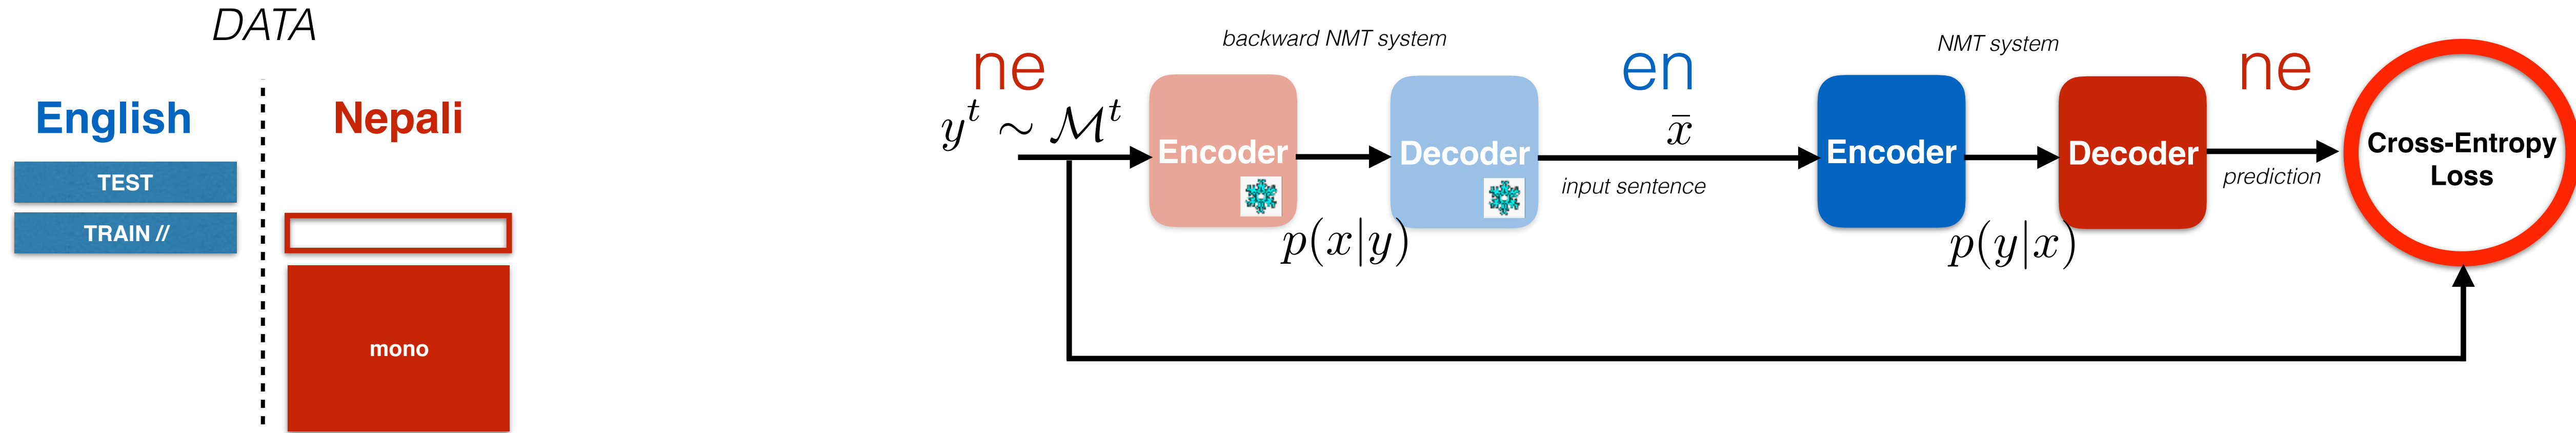 DATA
English
Nepali
TEST
TRAIN //
mono
backward NMT system
NMT system
ne
en
ne
y^t ∼ ℳ^t
x̄
Encoder
Decoder
Encoder
Decoder
Cross-Entropy
Loss
input sentence
prediction
p(x|y)
p(y|x)